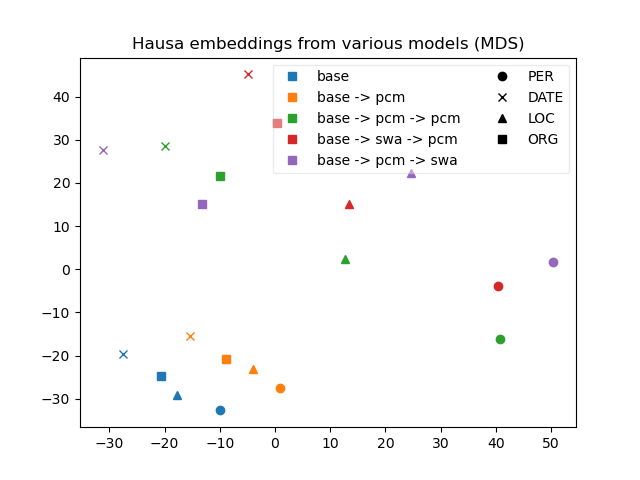 Hausa embeddings from various models (MDS)
base
base -> pcm
base -> pcm -> pcm
base -> swa -> pcm
base -> pcm -> swa
PER
DATE
LOC
ORG
40
30
20
10
0
−10
−20
−30
−30 −20 −10 0 10 20 30 40 50